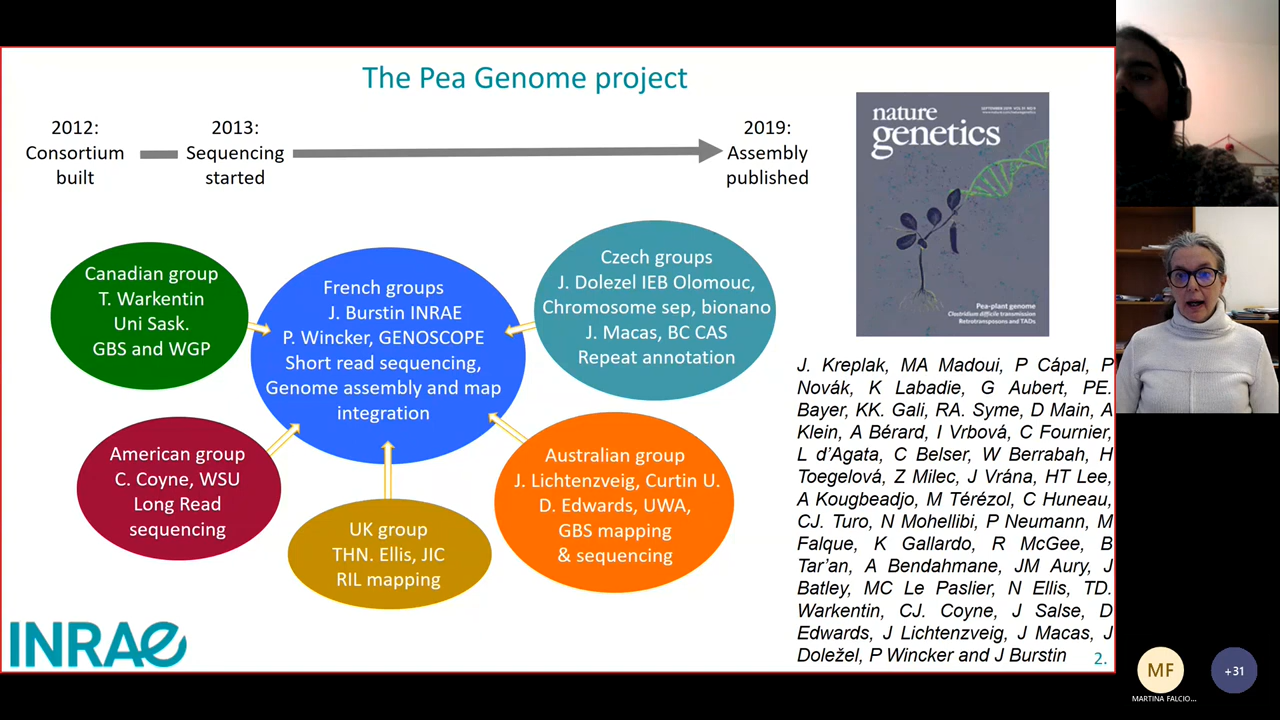 The Pea Genome project
2012:
Consortium
built
2013:
Sequencing
started
2019:
Assembly
published
nature
genetics
Pea-plant genome
Clostridium difficile transmission
Retrotransposons and TADs
Canadian group
T. Warkentin
Uni Sask.
GBS and WGP
French groups
J. Burstin INRAE
P. Wincker, GENOSCOPE
Short read sequencing,
Genome assembly and map
integration
Czech groups
J. Dolezel IEB Olomouc,
Chromosome sep, bionano
J. Macas, BC CAS
Repeat annotation
American group
C. Coyne, WSU
Long Read
sequencing
UK group
THN. Ellis, JIC
RIL mapping
Australian group
J. Lichtenzveig, Curtin U.
D. Edwards, UWA,
GBS mapping
& sequencing
J. Kreplak, MA Madoui, P Cápal, P
Novák, K Labadie, G Aubert, PE.
Bayer, KK. Gali, RA. Syme, D Main, A
Klein, A Bérard, I Vrbová, C Fournier,
L d'Agata, C Belser, W Berrabah, H
Toegelová, Z Milec, J Vrána, HT Lee,
A Kougbeadjo, M Térézol, C Huneau,
CJ. Turo, N Mohellibi, P Neumann, M
Falque, K Gallardo, R McGee, B
Tar'an, A Bendahmane, JM Aury, J
Batley, MC Le Paslier, N Ellis, TD.
Warkentin, CJ. Coyne, J Salse, D
Edwards, J Lichtenzveig, J Macas, J
Doležel, P Wincker and J Burstin
2.
INRAE
MF
MARTINA FALCIO...
+31